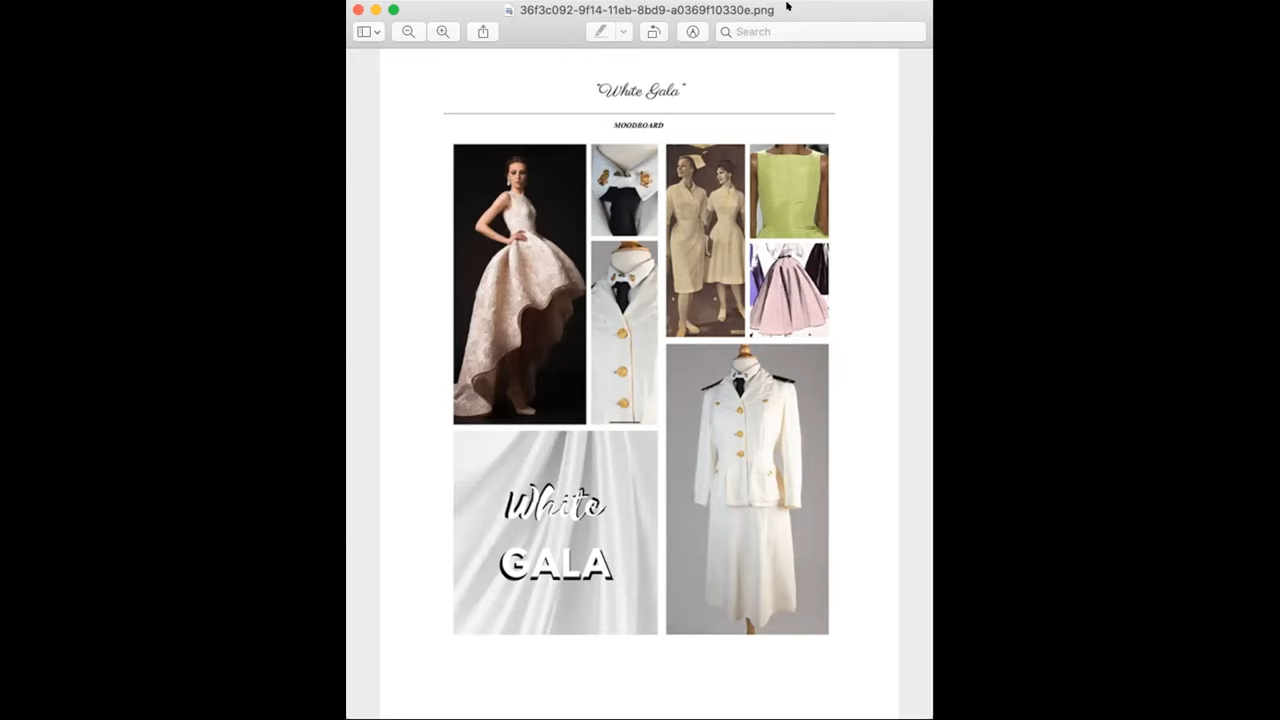 36f3c092-9f14-11eb-8bd9-a0369f10330e.png
Search
"White Gala"
MOODBOARD
White
GALA